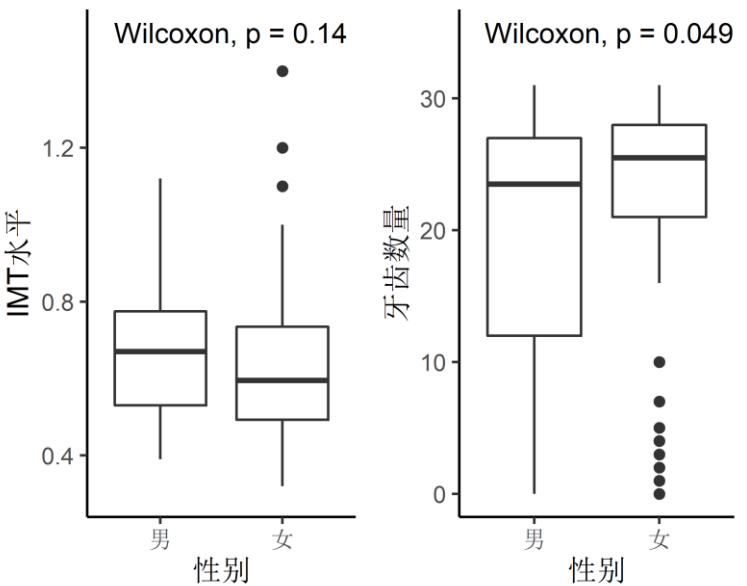 Wilcoxon, p = 0.14
IMT水平
1.2
0.8
0.4
男 女
性别
Wilcoxon, p = 0.049
牙齿数量
30
20
10
0
男 女
性别